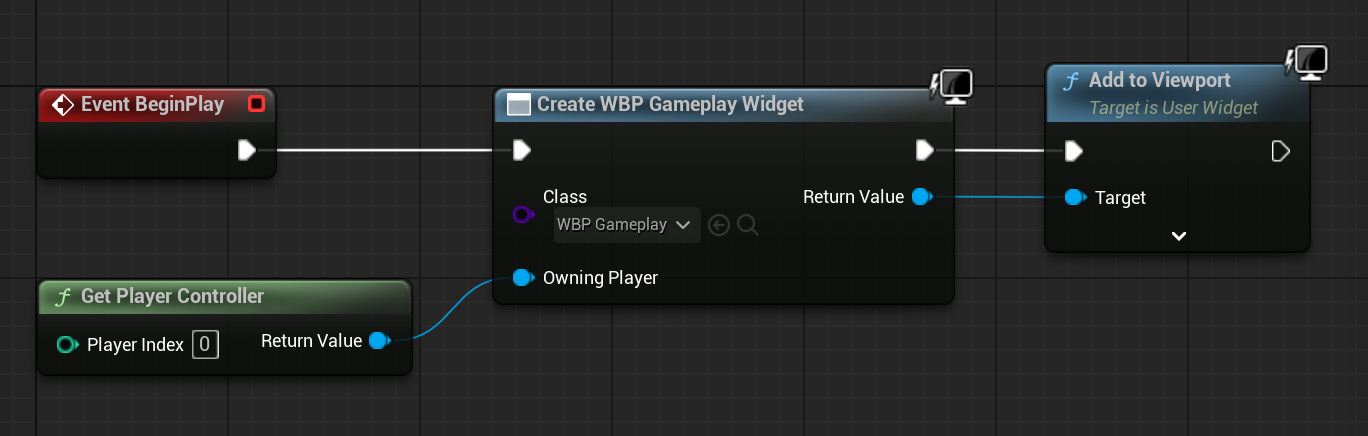 Event BeginPlay
Create WBP Gameplay Widget
Class
WBP Gameplay
Return Value
Owning Player
f Add to Viewport
Target is User Widget
Target
f Get Player Controller
Player Index 0
Return Value